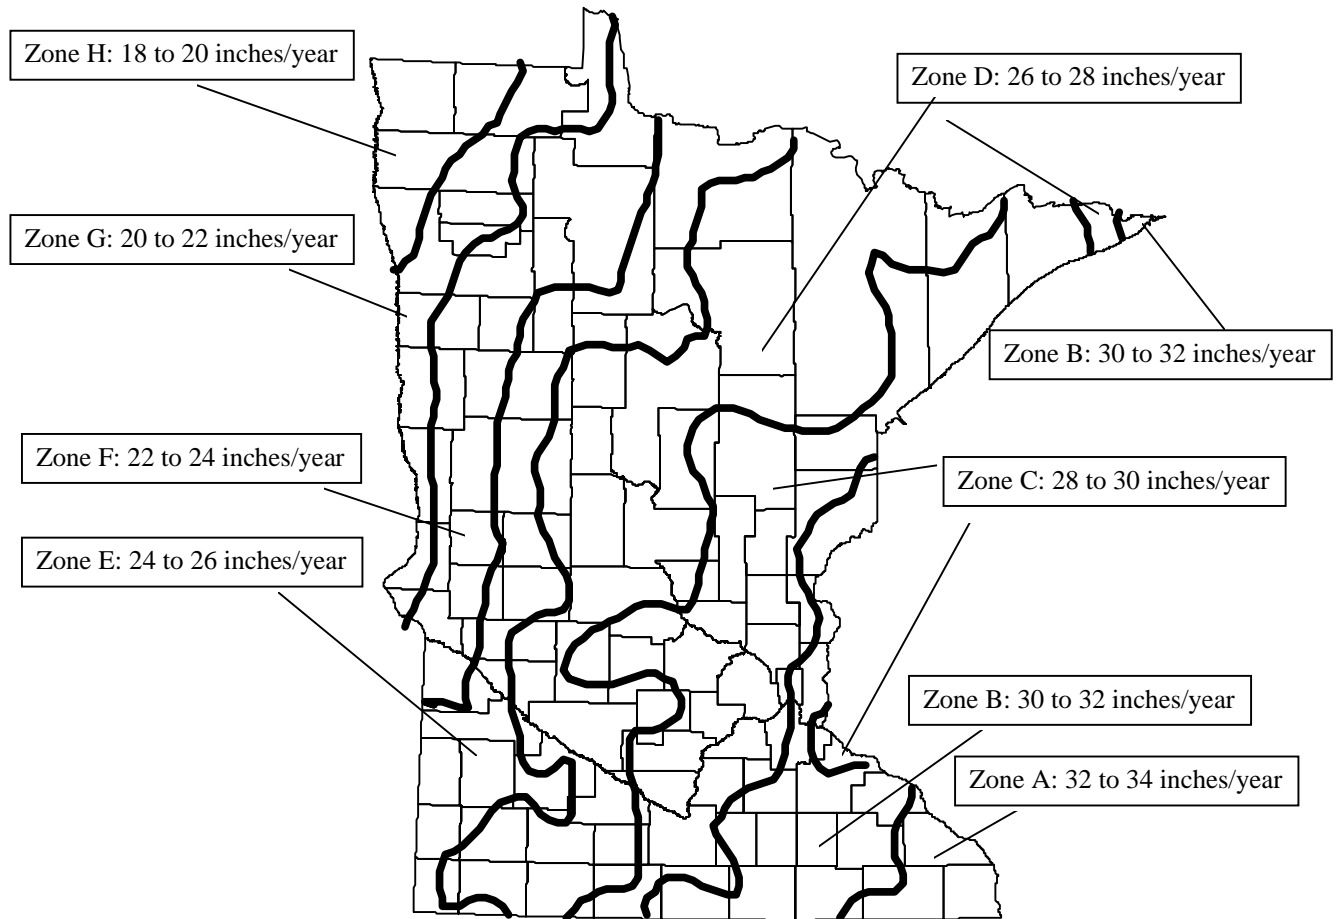 Zone H: 18 to 20 inches/year
Zone D: 26 to 28 inches/year
Zone G: 20 to 22 inches/year
Zone B: 30 to 32 inches/year
Zone F: 22 to 24 inches/year
Zone C: 28 to 30 inches/year
Zone E: 24 to 26 inches/year
Zone B: 30 to 32 inches/year
Zone A: 32 to 34 inches/year